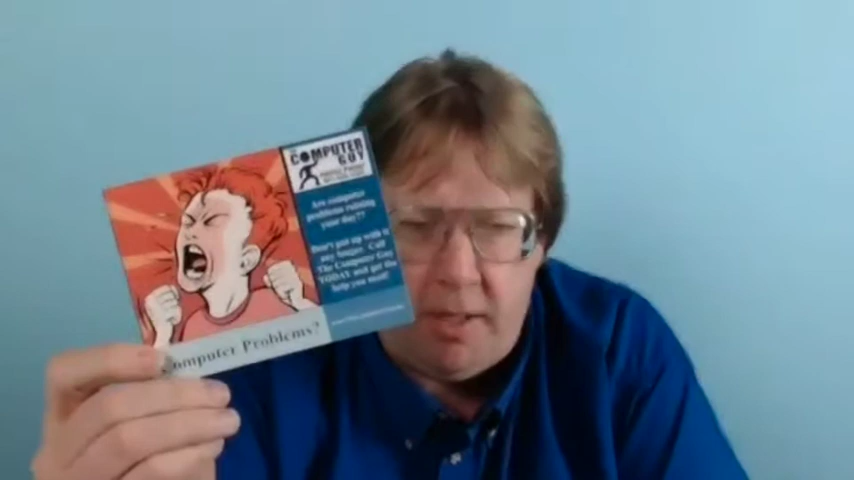 COMPUTER
GUY
Are computer
problems ruining
your day??
Don't put up with it
any longer. Call
The Computer Guy
TODAY and get the
help you need!
Computer Problems?